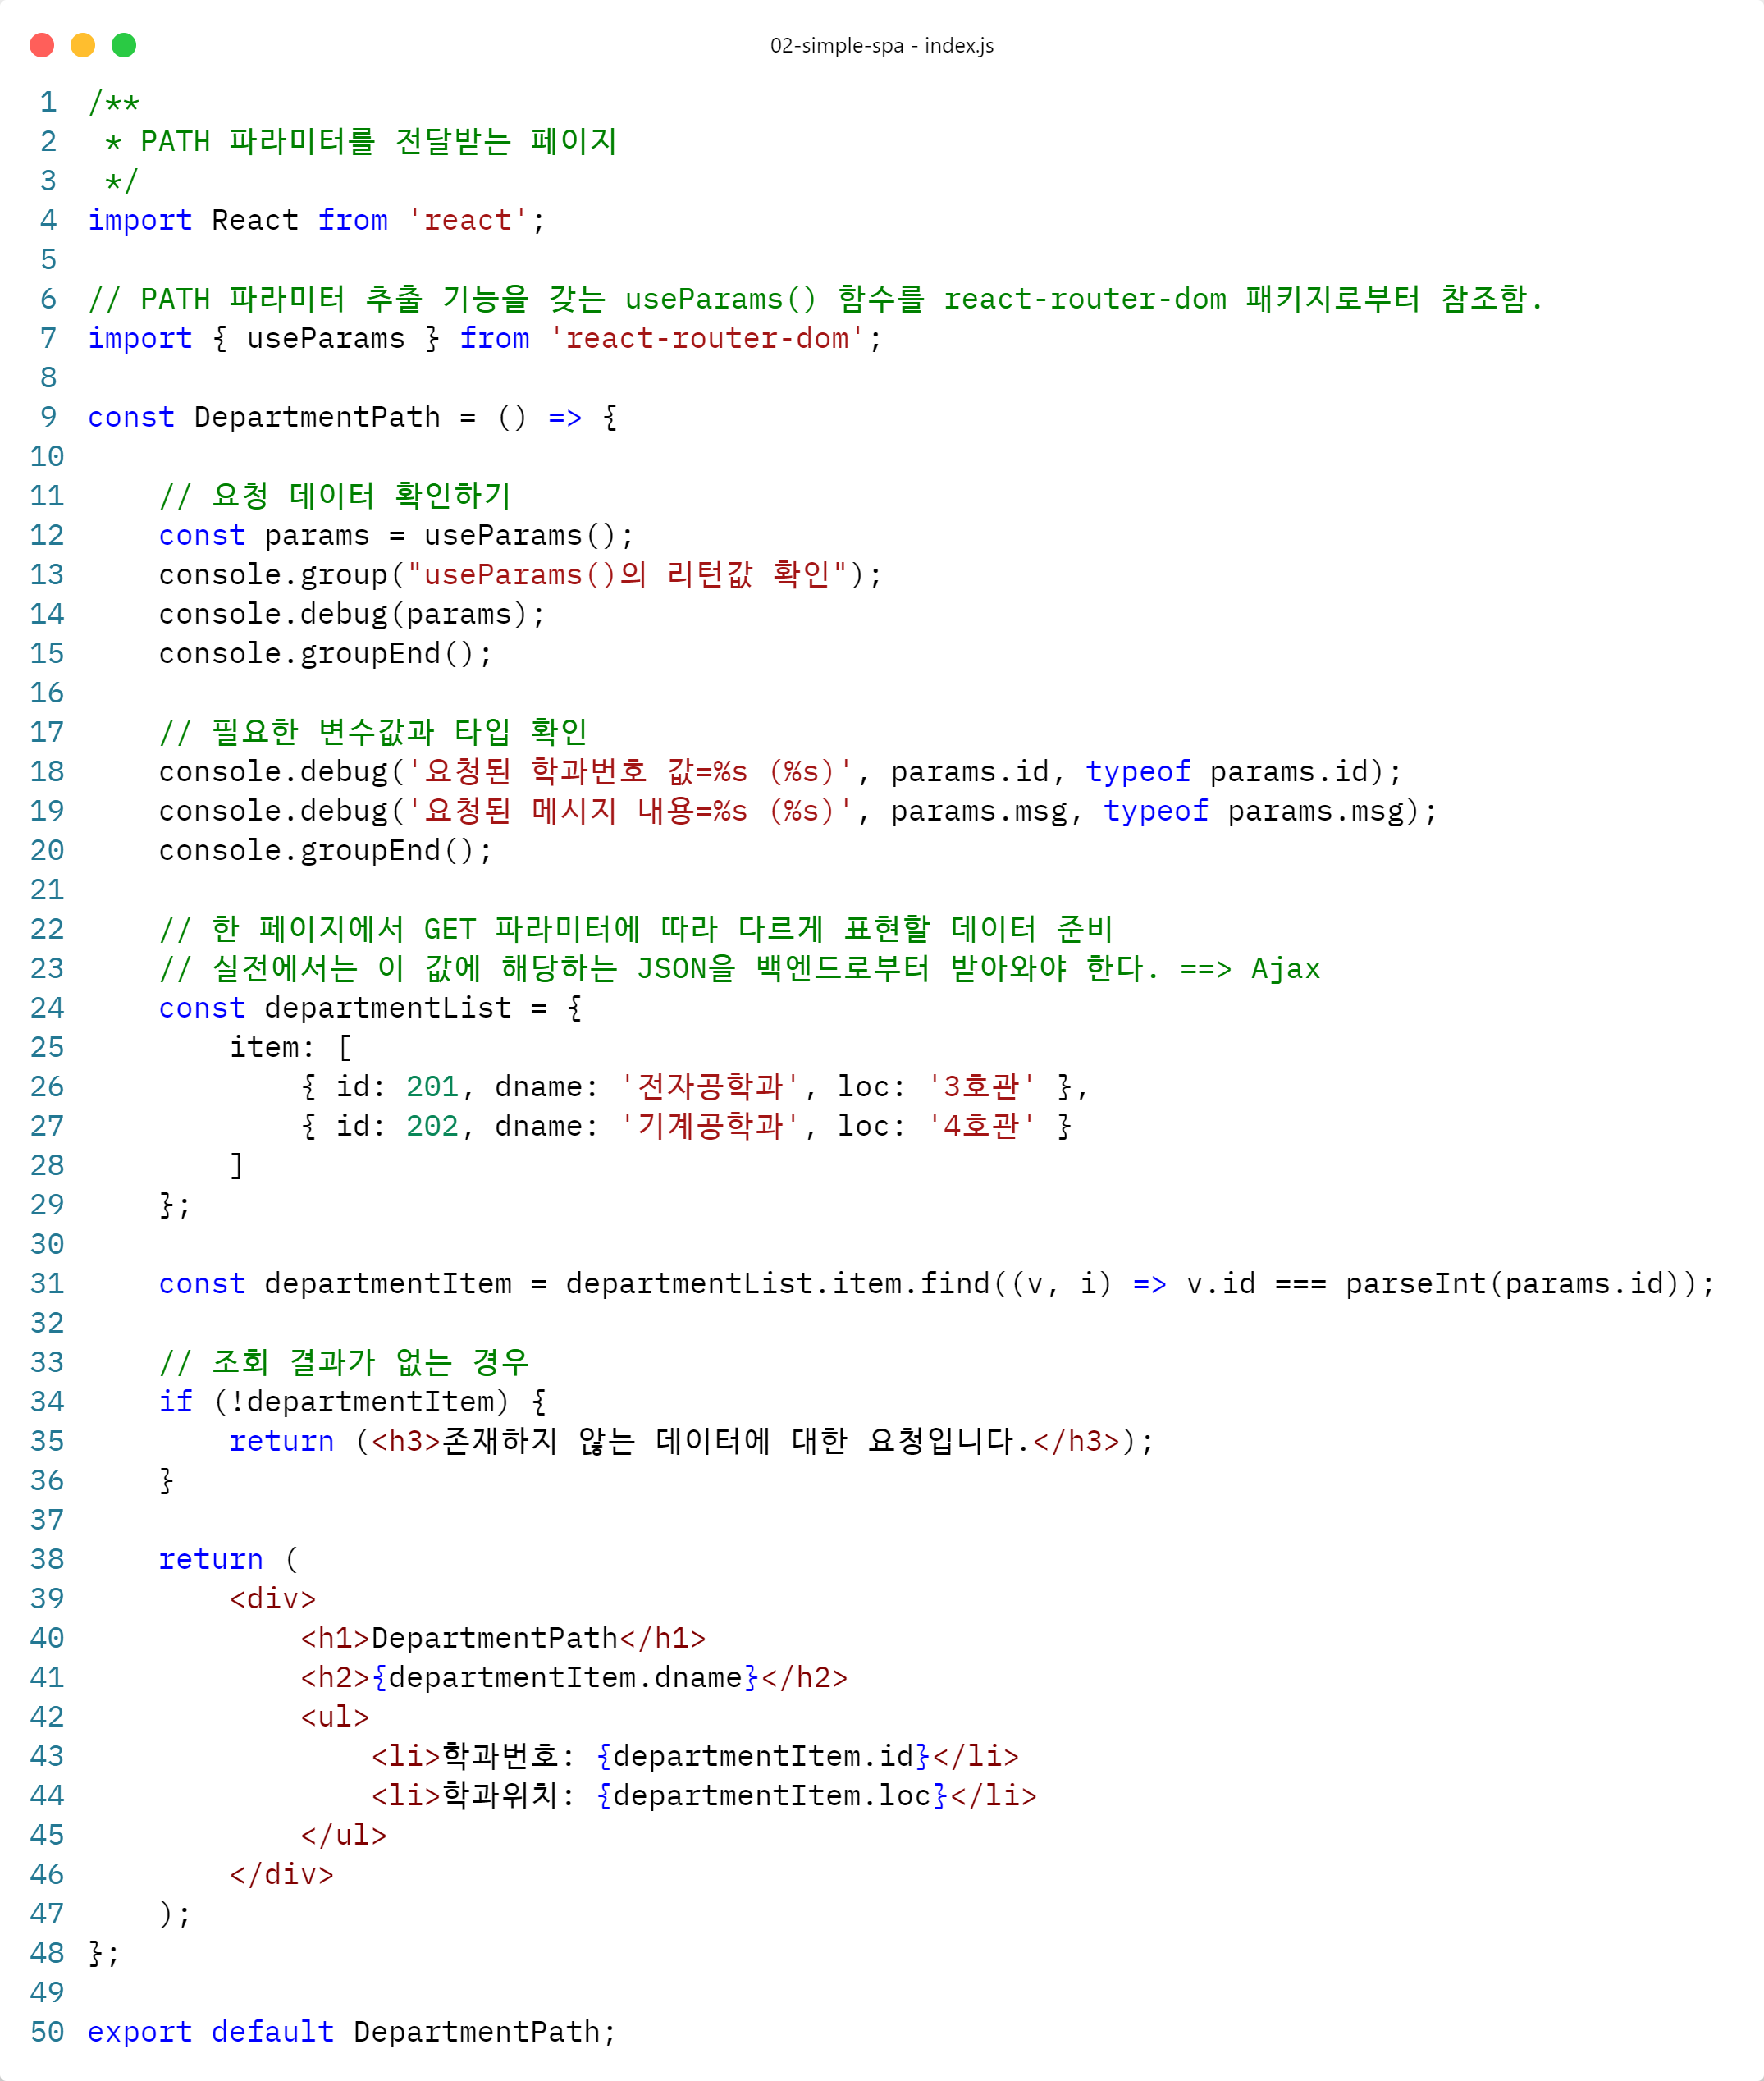 02-simple-spa - index.js
1 /**
2  * PATH 파라미터를 전달받는 페이지
3  */
4 import React from 'react';
5
6 // PATH 파라미터 추출 기능을 갖는 useParams() 함수를 react-router-dom 패키지로부터 참조함.
7 import { useParams } from 'react-router-dom';
8
9 const DepartmentPath = () => {
10
11     // 요청 데이터 확인하기
12     const params = useParams();
13     console.group("useParams()의 리턴값 확인");
14     console.debug(params);
15     console.groupEnd();
16
17     // 필요한 변수값과 타입 확인
18     console.debug('요청된 학과번호 값=%s (%s)', params.id, typeof params.id);
19     console.debug('요청된 메시지 내용=%s (%s)', params.msg, typeof params.msg);
20     console.groupEnd();
21
22     // 한 페이지에서 GET 파라미터에 따라 다르게 표현할 데이터 준비
23     // 실전에서는 이 값에 해당하는 JSON을 백엔드로부터 받아와야 한다. ==> Ajax
24     const departmentList = {
25         item: [
26             { id: 201, dname: '전자공학과', loc: '3호관' },
27             { id: 202, dname: '기계공학과', loc: '4호관' }
28         ]
29     };
30
31     const departmentItem = departmentList.item.find((v, i) => v.id === parseInt(params.id));
32
33     // 조회 결과가 없는 경우
34     if (!departmentItem) {
35         return (<h3>존재하지 않는 데이터에 대한 요청입니다.</h3>);
36     }
37
38     return (
39         <div>
40             <h1>DepartmentPath</h1>
41             <h2>{departmentItem.dname}</h2>
42             <ul>
43                 <li>학과번호: {departmentItem.id}</li>
44                 <li>학과위치: {departmentItem.loc}</li>
45             </ul>
46         </div>
47     );
48 };
49
50 export default DepartmentPath;